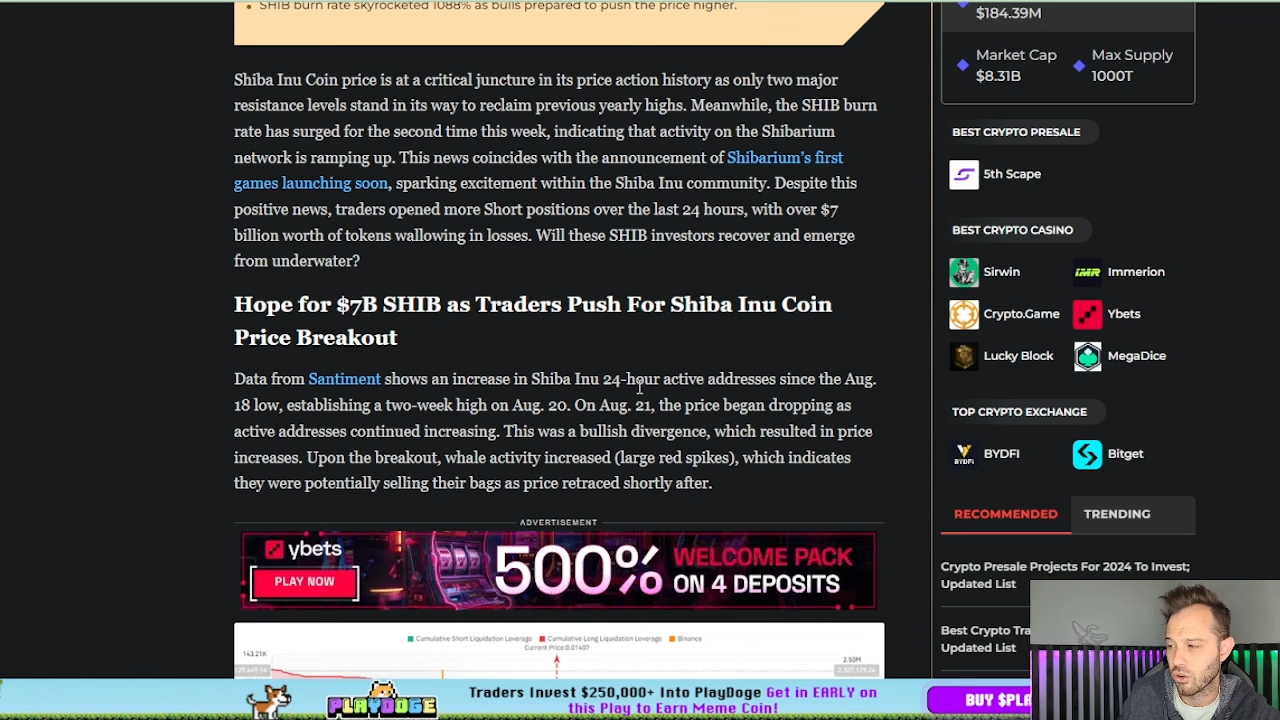 SHIB burn rate skyrocketed 1088% as bulls prepared to push the price higher.
Shiba Inu Coin price is at a critical juncture in its price action history as only two major
resistance levels stand in its way to reclaim previous yearly highs. Meanwhile, the SHIB burn
rate has surged for the second time this week, indicating that activity on the Shibarium
network is ramping up. This news coincides with the announcement of Shibarium's first
games launching soon, sparking excitement within the Shiba Inu community. Despite this
positive news, traders opened more Short positions over the last 24 hours, with over $7
billion worth of tokens wallowing in losses. Will these SHIB investors recover and emerge
from underwater?
Hope for $7B SHIB as Traders Push For Shiba Inu Coin
Price Breakout
Data from Santiment shows an increase in Shiba Inu 24-hour active addresses since the Aug.
18 low, establishing a two-week high on Aug. 20. On Aug. 21, the price began dropping as
active addresses continued increasing. This was a bullish divergence, which resulted in price
increases. Upon the breakout, whale activity increased (large red spikes), which indicates
they were potentially selling their bags as price retraced shortly after.
ADVERTISEMENT
ybets
PLAY NOW
500%
WELCOME PACK
ON 4 DEPOSITS
Cumulative Short Liquidation Leverage
Cumulative Long Liquidation Leverage
Binance
Current Price:0.01407
143.21K
2.50M
$184.39M
Market Cap
$8.31B
Max Supply
1000T
BEST CRYPTO PRESALE
5th Scape
BEST CRYPTO CASINO
Sirwin
Immerion
IMR
Crypto.Game
Ybets
Lucky Block
MegaDice
TOP CRYPTO EXCHANGE
BYDFI
BYDFi
Bitget
RECOMMENDED
TRENDING
Crypto Presale Projects For 2024 To Invest;
Updated List
Best Crypto Tra
Updated List
PLAYDOGE
Traders Invest $250,000+ Into PlayDoge Get in EARLY on
this Play to Earn Meme Coin!
BUY $PL